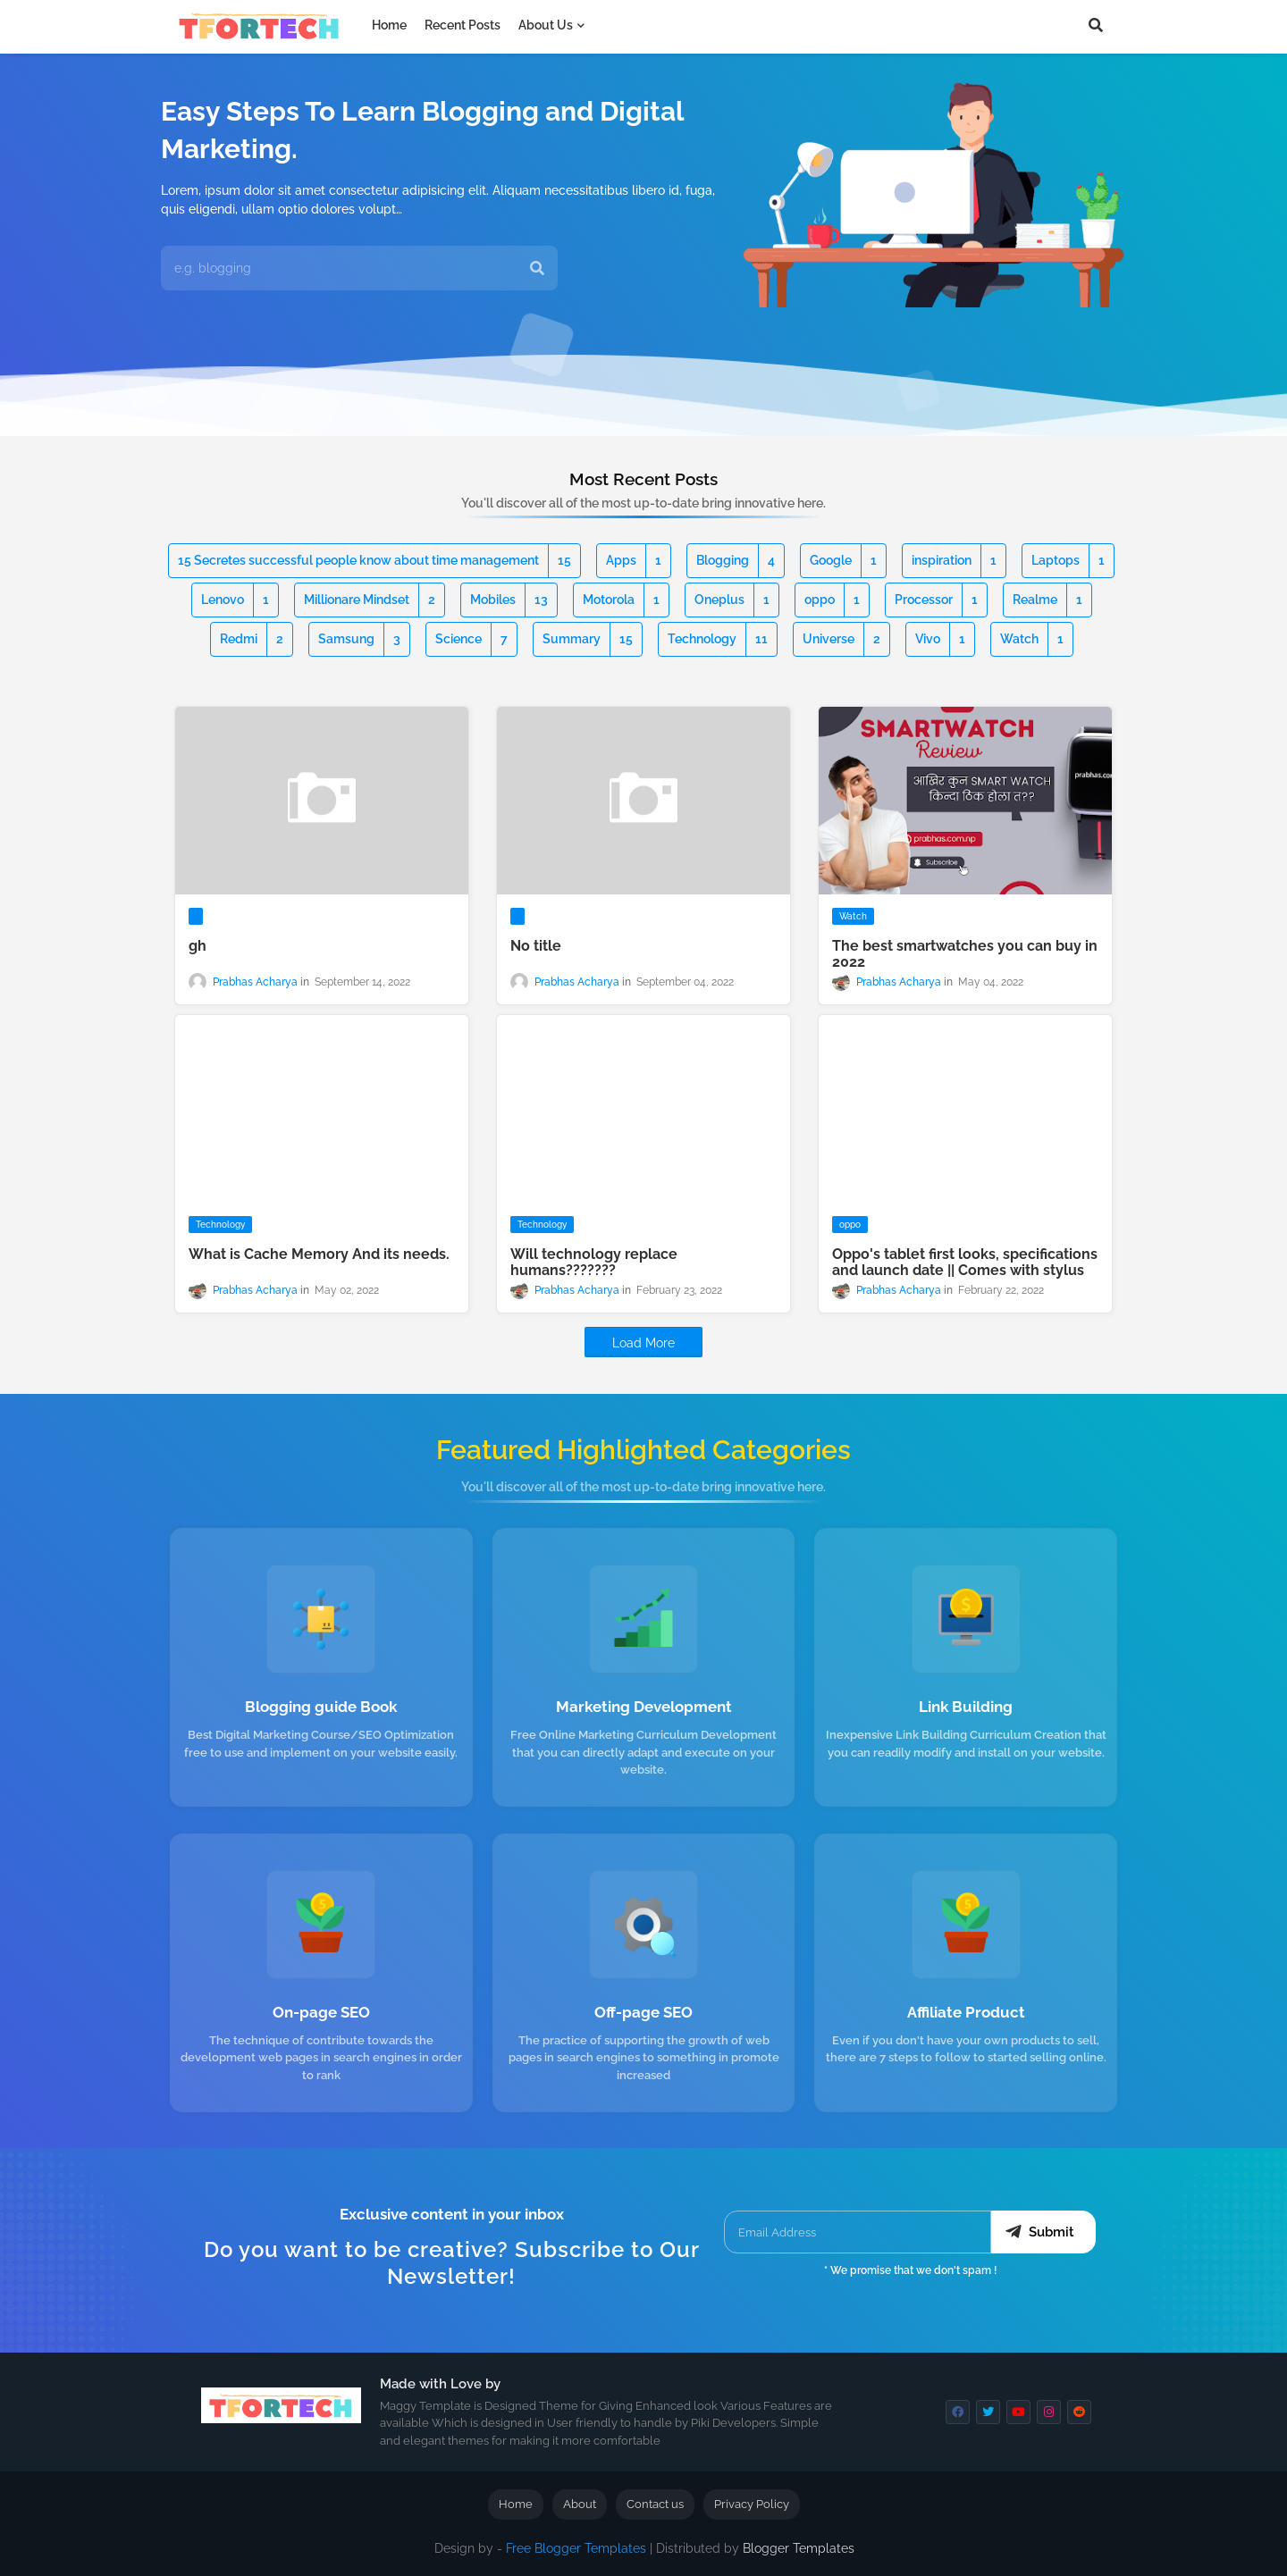 TFORTECH
Home Recent Posts About Us
Easy Steps To Learn Blogging and Digital
Marketing.
Lorem, ipsum dolor sit amet consectetur adipisicing elit. Aliquam necessitatibus libero id, fuga,
quis eligendi, ullam optio dolores volupt...
e.g. blogging
Most Recent Posts
You'll discover all of the most up-to-date bring innovative here.
15 Secretes successful people know about time management 15 Apps 1 Blogging 4 Google 1 inspiration 1 Laptops 1
Lenovo 1 Millionare Mindset 2 Mobiles 13 Motorola 1 Oneplus 1 oppo 1 Processor 1 Realme 1
Redmi 2 Samsung 3 Science 7 Summary 15 Technology 11 Universe 2 Vivo 1 Watch 1
gh
Prabhas Acharya in September 14, 2022
No title
Prabhas Acharya in September 04, 2022
SMARTWATCH
Review
आखिर कुन SMART WATCH
किन्दा ठिक होला त??
prabhas.co
prabhas.com.np
Subscribe
Watch
The best smartwatches you can buy in
2022
Prabhas Acharya in May 04, 2022
Technology
What is Cache Memory And its needs.
Prabhas Acharya in May 02, 2022
Technology
Will technology replace
humans???????
Prabhas Acharya in February 23, 2022
oppo
Oppo's tablet first looks, specifications
and launch date || Comes with stylus
Prabhas Acharya in February 22, 2022
Load More
Featured Highlighted Categories
You'll discover all of the most up-to-date bring innovative here.
Blogging guide Book
Best Digital Marketing Course/SEO Optimization
free to use and implement on your website easily.
Marketing Development
Free Online Marketing Curriculum Development
that you can directly adapt and execute on your
website.
Link Building
Inexpensive Link Building Curriculum Creation that
you can readily modify and install on your website.
On-page SEO
The technique of contribute towards the
development web pages in search engines in order
to rank
Off-page SEO
The practice of supporting the growth of web
pages in search engines to something in promote
increased
Affiliate Product
Even if you don't have your own products to sell,
there are 7 steps to follow to started selling online.
Exclusive content in your inbox
Do you want to be creative? Subscribe to Our
Newsletter!
Email Address
Submit
* We promise that we don't spam !
TFORTECH
Made with Love by
Maggy Template is Designed Theme for Giving Enhanced look Various Features are
available Which is designed in User friendly to handle by Piki Developers. Simple
and elegant themes for making it more comfortable
Home About Contact us Privacy Policy
Design by - Free Blogger Templates | Distributed by Blogger Templates